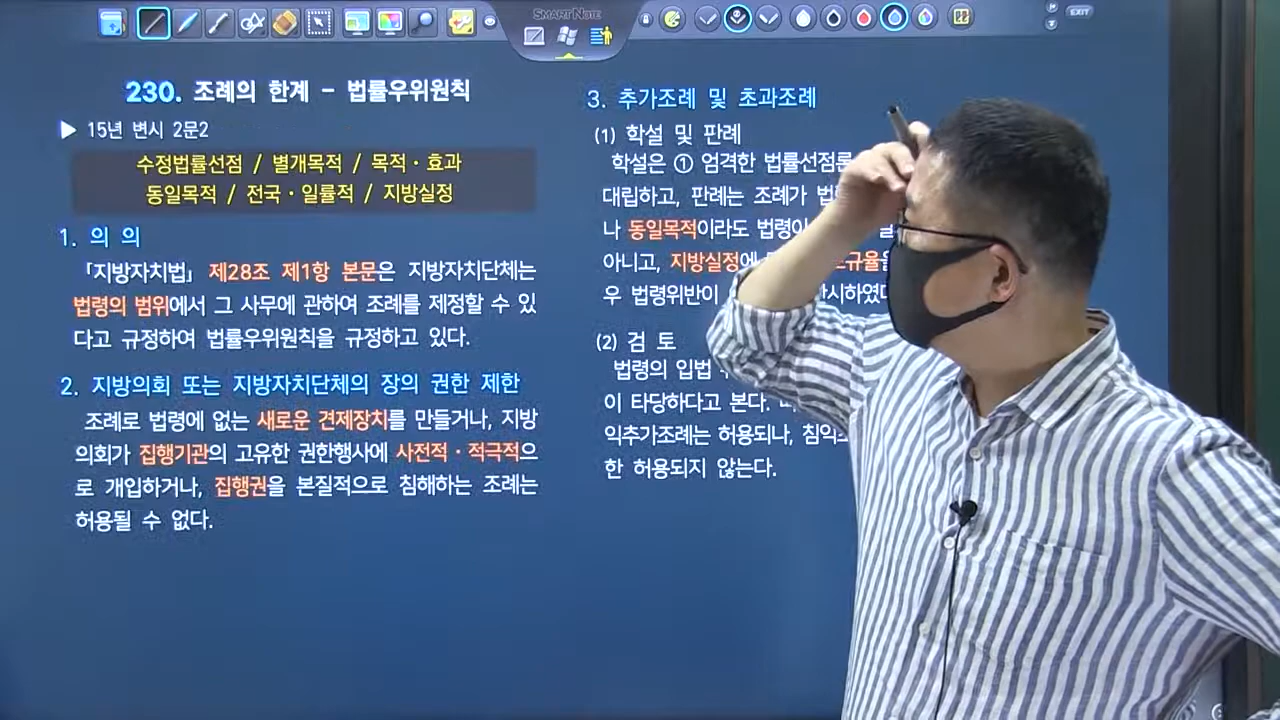 SMART NOTE
EXIT
230. 조례의 한계 - 법률우위원칙
▶ 15년 변시 2문2
수정법률선점 / 별개목적 / 목적·효과
동일목적 / 전국·일률적 / 지방실정
1. 의 의
「지방자치법」 제28조 제1항 본문은 지방자치단체는
법령의 범위에서 그 사무에 관하여 조례를 제정할 수 있
다고 규정하여 법률우위원칙을 규정하고 있다.
2. 지방의회 또는 지방자치단체의 장의 권한 제한
조례로 법령에 없는 새로운 견제장치를 만들거나, 지방
의회가 집행기관의 고유한 권한행사에 사전적·적극적으
로 개입하거나, 집행권을 본질적으로 침해하는 조례는
허용될 수 없다.
3. 추가조례 및 초과조례
(1) 학설 및 판례
학설은 ① 엄격한 법률선점론
대립하고, 판례는 조례가
나 동일목적이라도 법령이
아니고, 지방실정에
우 법령위반이
(2) 검 토
법령의 입법
이 타당하다고 본다.
익추가조례는 허용되나,
한 허용되지 않는다.